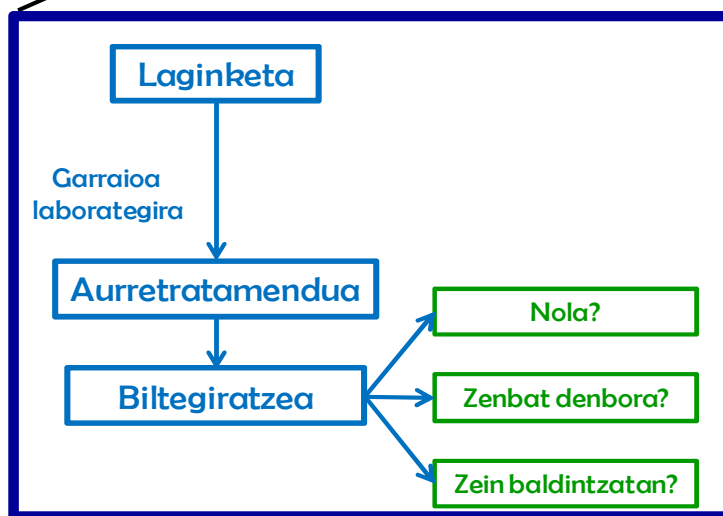 Laginketa
Garraioa
laborategira
Aurretratamendua
Biltegiratzea
Nola?
Zenbat denbora?
Zein baldintzatan?